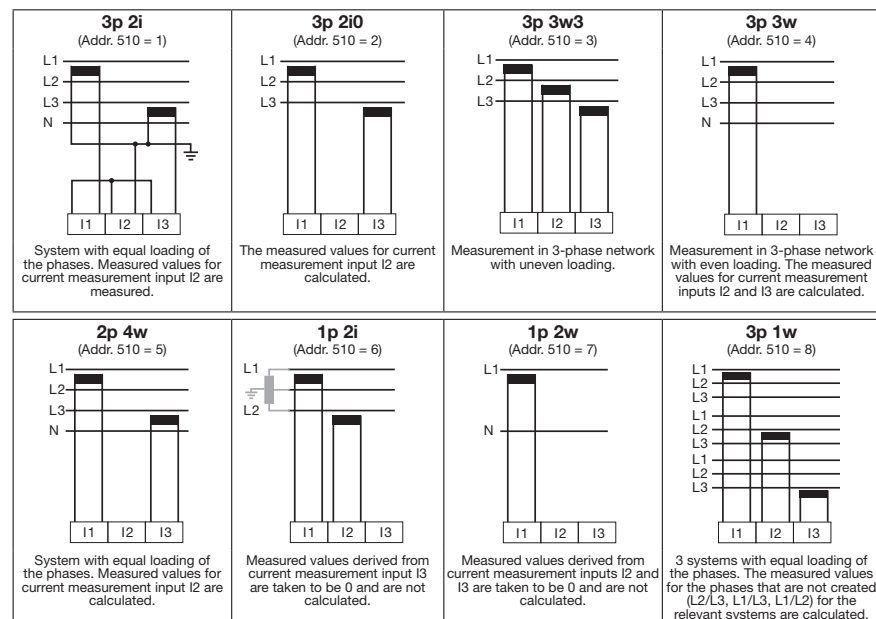 3p 2i
(Addr. 510 = 1)
L1
L2
L3
N
I1 I2 I3
System with equal loading of
the phases. Measured values for
current measurement input I2 are
measured.
3p 2i0
(Addr. 510 = 2)
L1
L2
L3
I1 I2 I3
The measured values for current
measurement input I2 are
calculated.
3p 3w3
(Addr. 510 = 3)
L1
L2
L3
I1 I2 I3
Measurement in 3-phase network
with uneven loading.
3p 3w
(Addr. 510 = 4)
L1
L2
L3
N
I1 I2 I3
Measurement in 3-phase network
with even loading. The measured
values for current measurement
inputs I2 and I3 are calculated.
2p 4w
(Addr. 510 = 5)
L1
L2
L3
N
I1 I2 I3
System with equal loading of
the phases. Measured values for
current measurement input I2 are
calculated.
1p 2i
(Addr. 510 = 6)
L1
L2
I1 I2 I3
Measured values derived from
current measurement input I3
are taken to be 0 and are not
calculated.
1p 2w
(Addr. 510 = 7)
L1
N
I1 I2 I3
Measured values derived from
current measurement inputs I2 and
I3 are taken to be 0 and are not
calculated.
3p 1w
(Addr. 510 = 8)
L1
L2
L3
L1
L2
L3
L1
L2
L3
I1 I2 I3
3 systems with equal loading of
the phases. The measured values
for the phases that are not created
(L2/L3, L1/L3, L1/L2) for the
relevant systems are calculated.